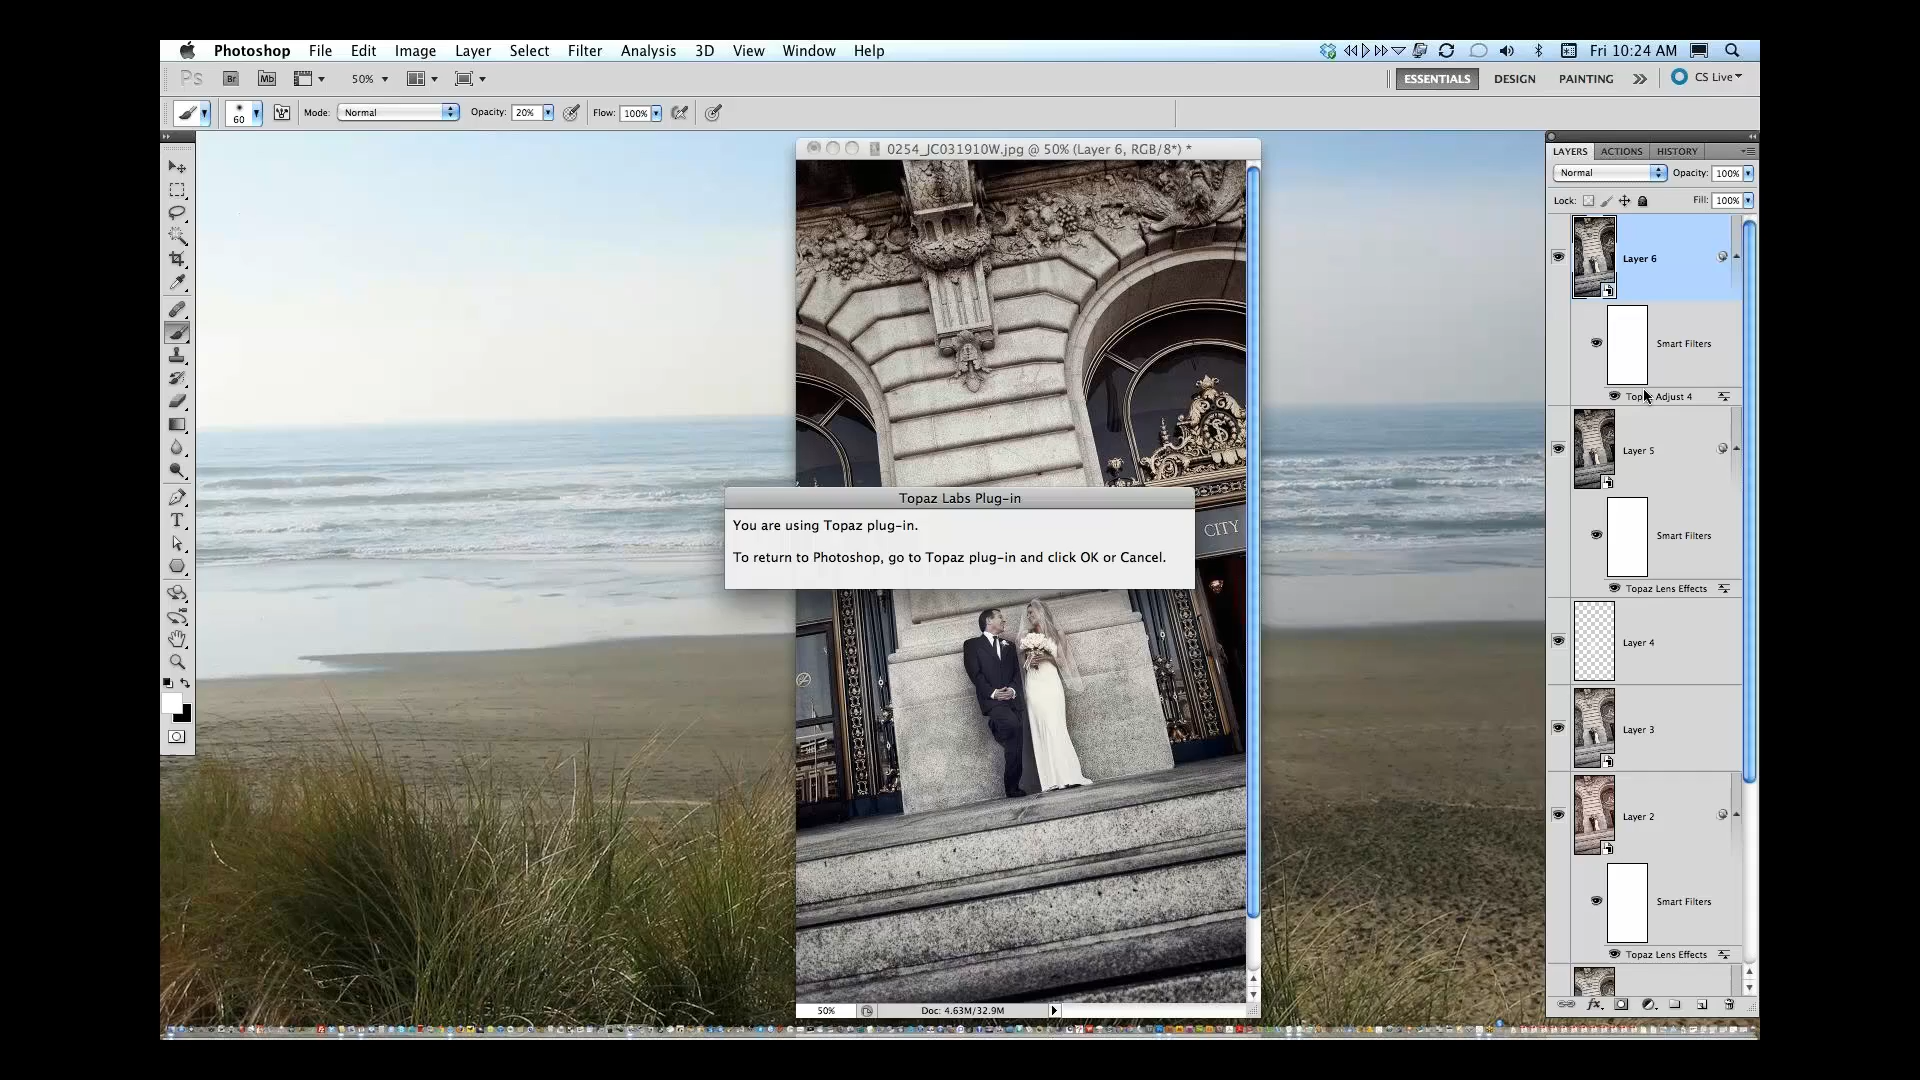 Photoshop File Edit Image Layer Select Filter Analysis 3D View Window Help Fri 10:24 AM
Ps Br Mb 50% ESSENTIALS DESIGN PAINTING CS Live
60 Mode: Normal Opacity: 20% Flow: 100%
0254_JC031910W.jpg @ 50% (Layer 6, RGB/8*) *
LAYERS ACTIONS HISTORY
Normal Opacity: 100%
Lock: Fill: 100%
Layer 6
Smart Filters
Adjust 4
Layer 5
Smart Filters
Topaz Lens Effects
Layer 4
Layer 3
Layer 2
Smart Filters
Topaz Lens Effects
Topaz Labs Plug-in
You are using Topaz plug-in.
To return to Photoshop, go to Topaz plug-in and click OK or Cancel.
CITY
50% Doc: 4.63M/32.9M
T
fx